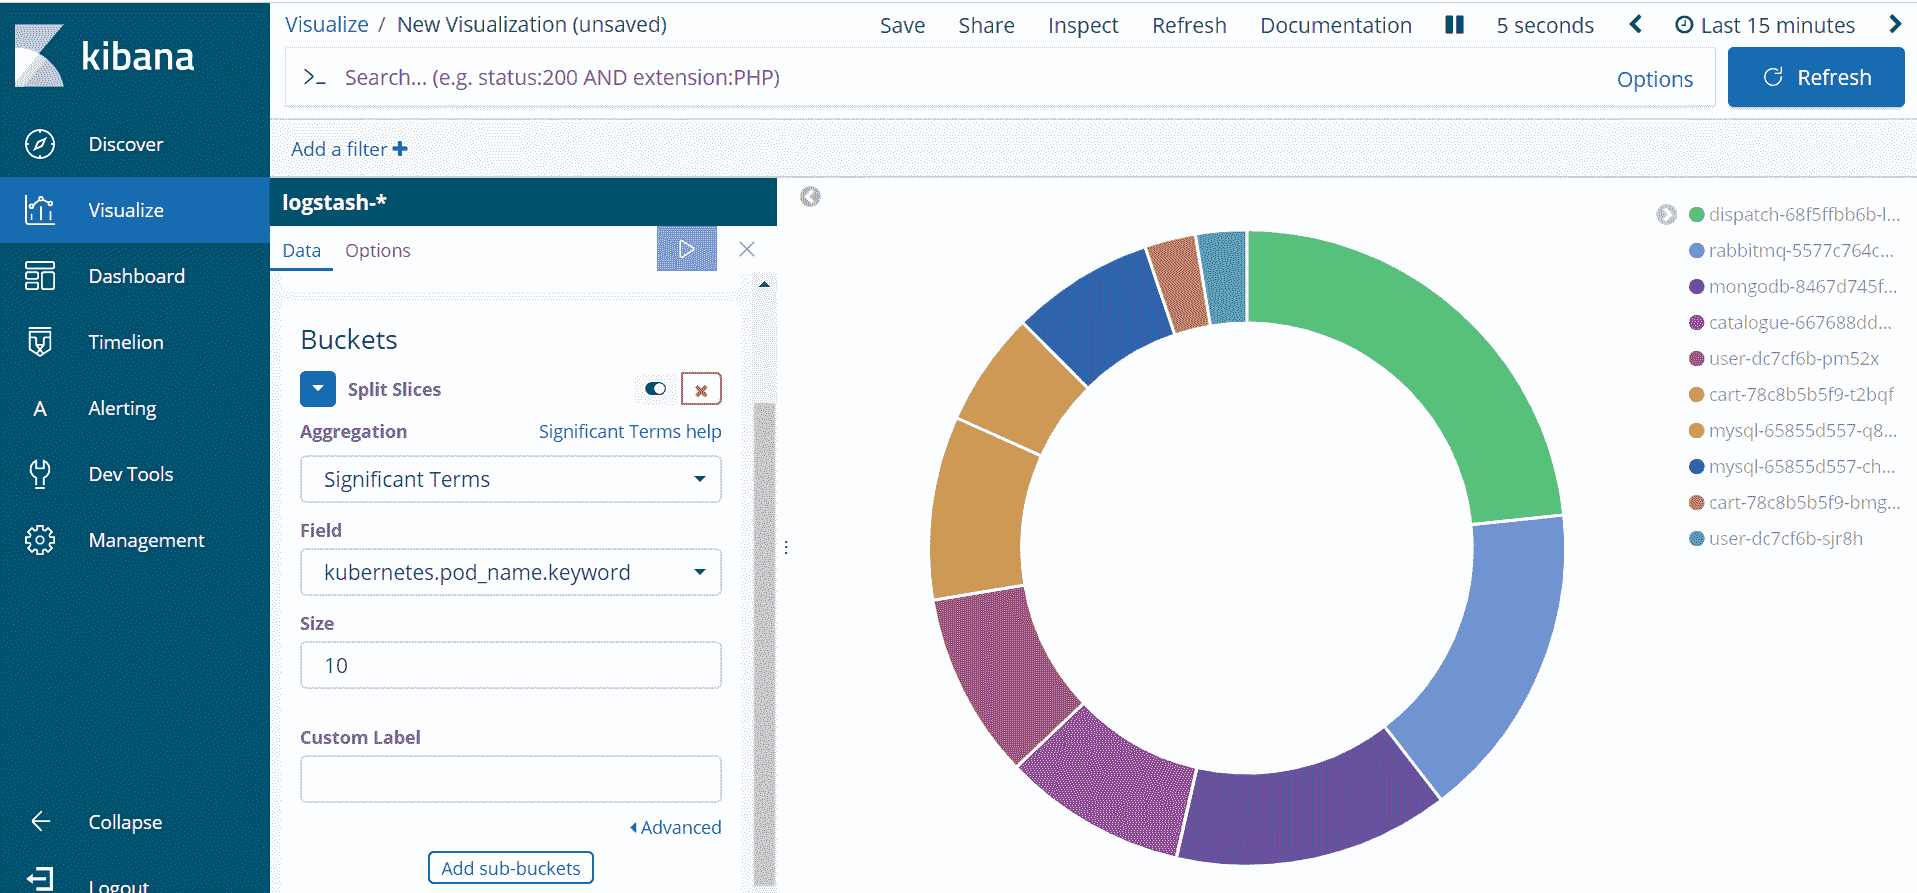 kibana
Discover
Visualize
Dashboard
Timelion
A Alerting
Dev Tools
Management
Collapse
Logout
Visualize / New Visualization (unsaved)
Save Share Inspect Refresh Documentation 5 seconds Last 15 minutes
>_ Search... (e.g. status:200 AND extension:PHP) Options Refresh
Add a filter +
logstash-*
Data Options
Buckets
Split Slices
Aggregation Significant Terms help
Significant Terms
Field
kubernetes.pod_name.keyword
Size
10
Custom Label
Advanced
Add sub-buckets
dispatch-68f5ffbb6b-l...
rabbitmq-5577c764c...
mongodb-8467d745f...
catalogue-667688dd...
user-dc7cf6b-pm52x
cart-78c8b5b5f9-t2bqf
mysql-65855d557-q8...
mysql-65855d557-ch...
cart-78c8b5b5f9-bmg...
user-dc7cf6b-sjr8h